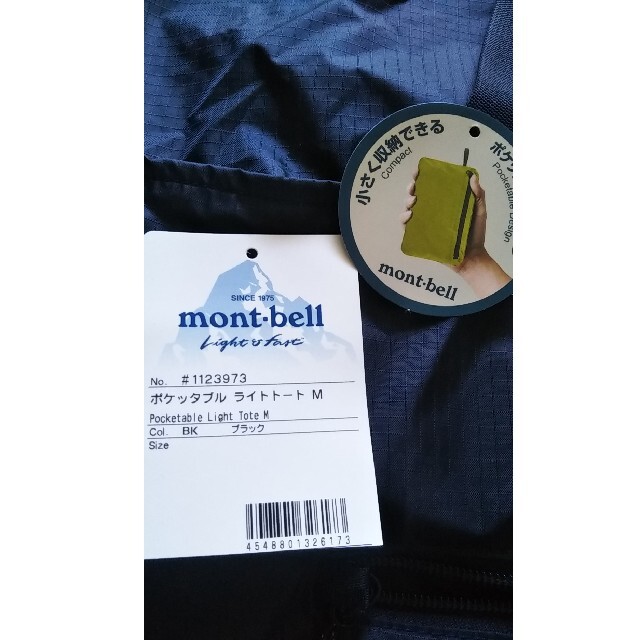 小さく収納できる
Compact
ポケッ
Pocketable Design
mont-bell
SINCE 1975
mont-bell
Light & Fast
No. #1123973
ポケッタブル ライトトート M
Pocketable Light Tote M
Col. BK ブラック
Size
4548801326173